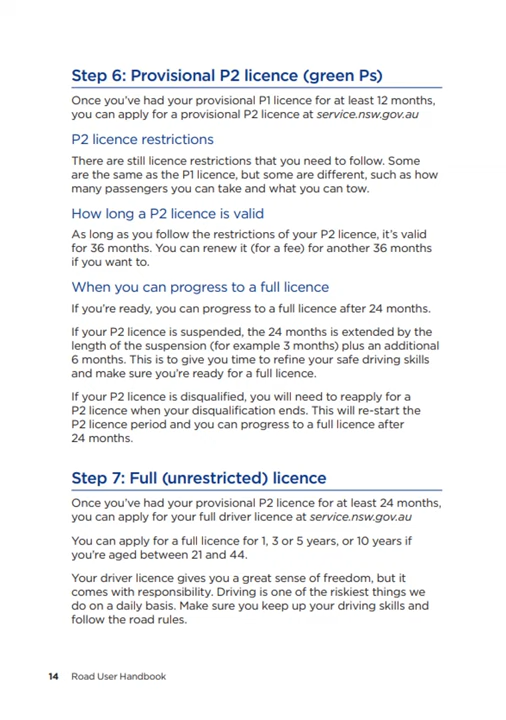 Step 6: Provisional P2 licence (green Ps)
Once you’ve had your provisional P1 licence for at least 12 months,
you can apply for a provisional P2 licence at service.nsw.gov.au
P2 licence restrictions
There are still licence restrictions that you need to follow. Some
are the same as the P1 licence, but some are different, such as how
many passengers you can take and what you can tow.
How long a P2 licence is valid
As long as you follow the restrictions of your P2 licence, it’s valid
for 36 months. You can renew it (for a fee) for another 36 months
if you want to.
When you can progress to a full licence
If you’re ready, you can progress to a full licence after 24 months.
If your P2 licence is suspended, the 24 months is extended by the
length of the suspension (for example 3 months) plus an additional
6 months. This is to give you time to refine your safe driving skills
and make sure you’re ready for a full licence.
If your P2 licence is disqualified, you will need to reapply for a
P2 licence when your disqualification ends. This will re-start the
P2 licence period and you can progress to a full licence after
24 months.
Step 7: Full (unrestricted) licence
Once you’ve had your provisional P2 licence for at least 24 months,
you can apply for your full driver licence at service.nsw.gov.au
You can apply for a full licence for 1, 3 or 5 years, or 10 years if
you’re aged between 21 and 44.
Your driver licence gives you a great sense of freedom, but it
comes with responsibility. Driving is one of the riskiest things we
do on a daily basis. Make sure you keep up your driving skills and
follow the road rules.
14 Road User Handbook